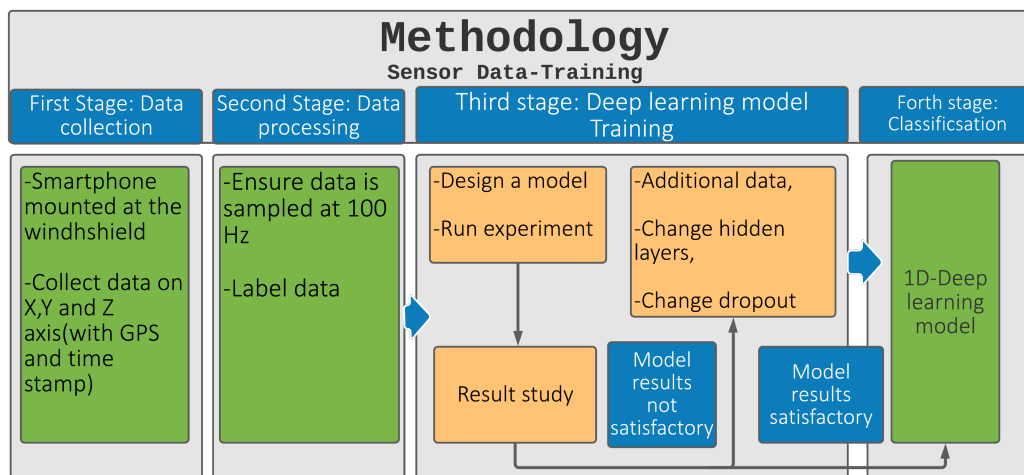 Methodology
Sensor Data-Training
First Stage: Data
collection
Second Stage: Data
processing
Third stage: Deep learning model
Training
Forth stage:
Classificsation
-Smartphone
mounted at the
windhshield
-Collect data on
X,Y and Z
axis(with GPS
and time
stamp)
-Ensure data is
sampled at 100
Hz
-Label data
-Design a model
-Run experiment
Result study
-Additional data,
-Change hidden
layers,
-Change dropout
Model
results
not
satisfactory
Model
results
satisfactory
1D-Deep
learning
model